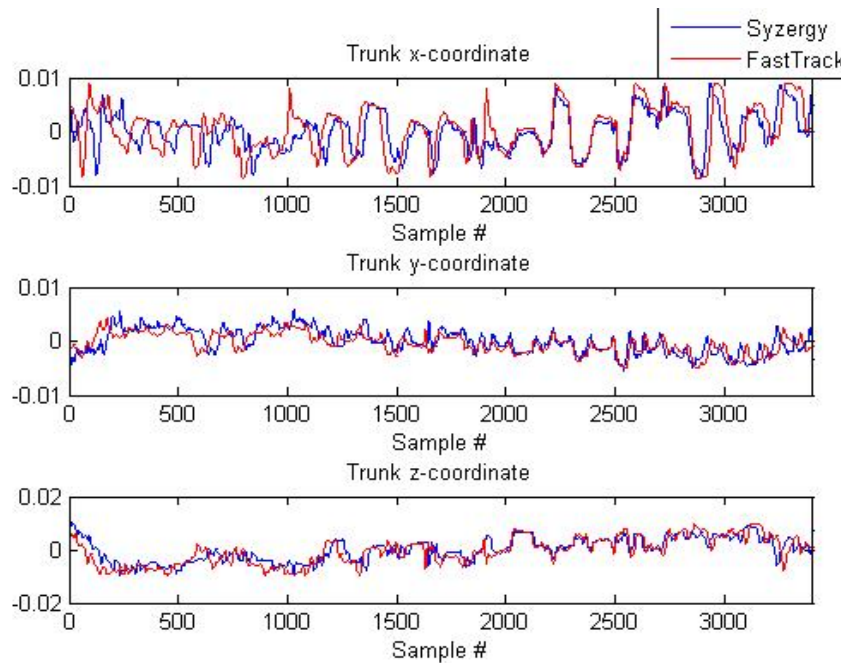 Syzergy
FastTrack
Trunk x-coordinate
0.01
0
-0.01
0 500 1000 1500 2000 2500 3000
Sample #
Trunk y-coordinate
0.01
0
-0.01
0 500 1000 1500 2000 2500 3000
Sample #
Trunk z-coordinate
0.02
0
-0.02
0 500 1000 1500 2000 2500 3000
Sample #